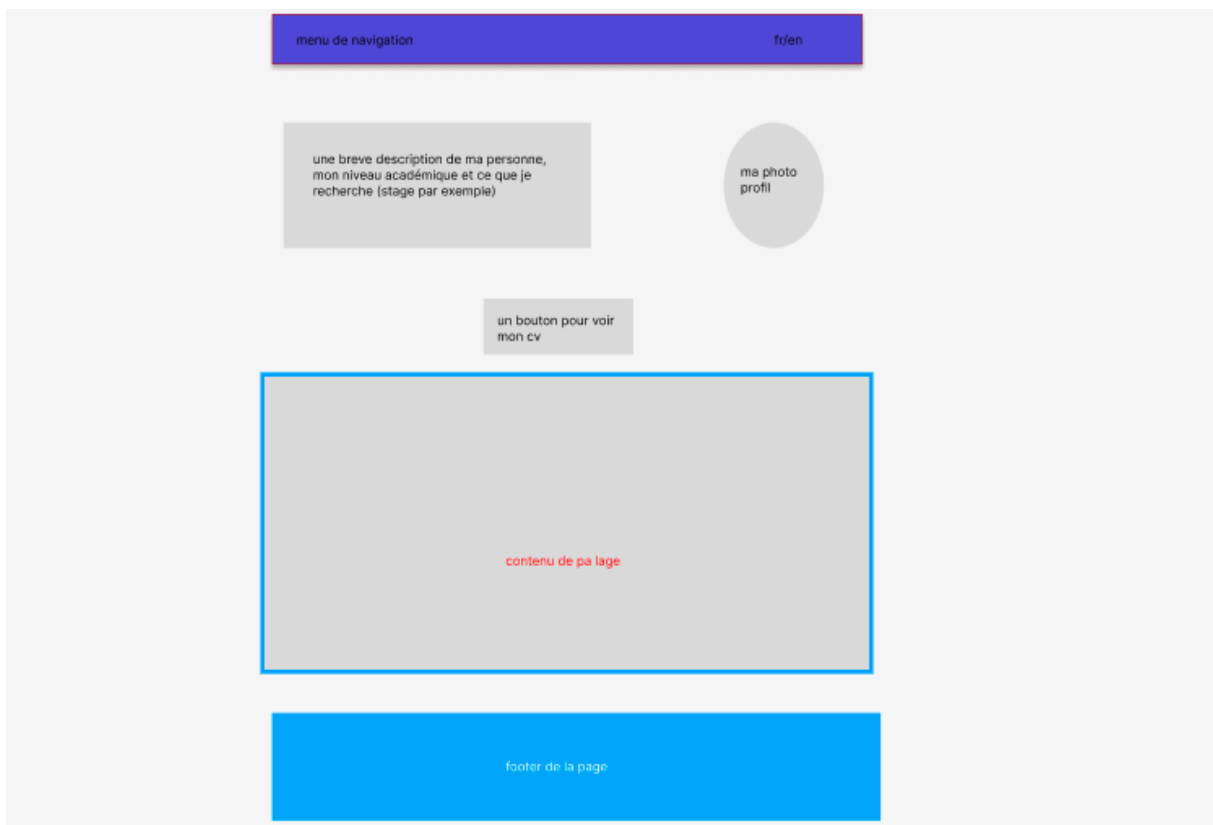 menu de navigation
fr/en
une breve description de ma personne,
mon niveau académique et ce que je
recherche (stage par exemple)
ma photo
profil
un bouton pour voir
mon cv
contenu de pa lage
footer de la page